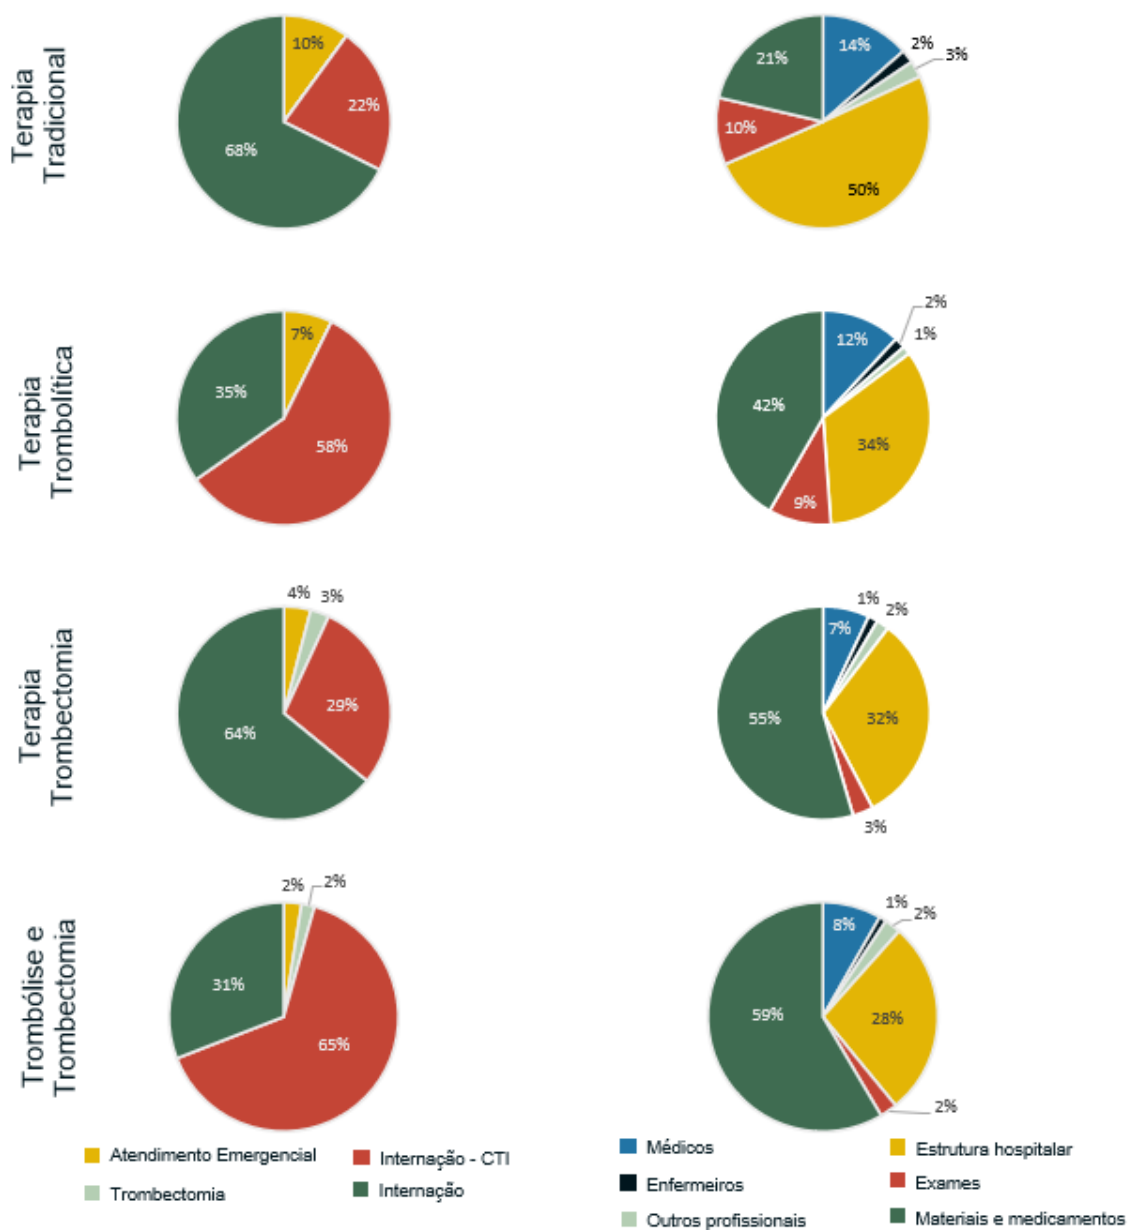 Terapia
Tradicional
10%
22%
68%
14%
2%
3%
50%
10%
21%
Terapia
Trombolítica
7%
58%
35%
12%
2%
1%
34%
9%
42%
Terapia
Trombectomia
4%
3%
29%
64%
7%
1%
2%
32%
3%
55%
Trombólise e
Trombectomia
2%
2%
65%
31%
8%
1%
2%
28%
2%
59%
Atendimento Emergencial
Internação - CTI
Trombectomia
Internação
Médicos
Estrutura hospitalar
Enfermeiros
Exames
Outros profissionais
Materiais e medicamentos